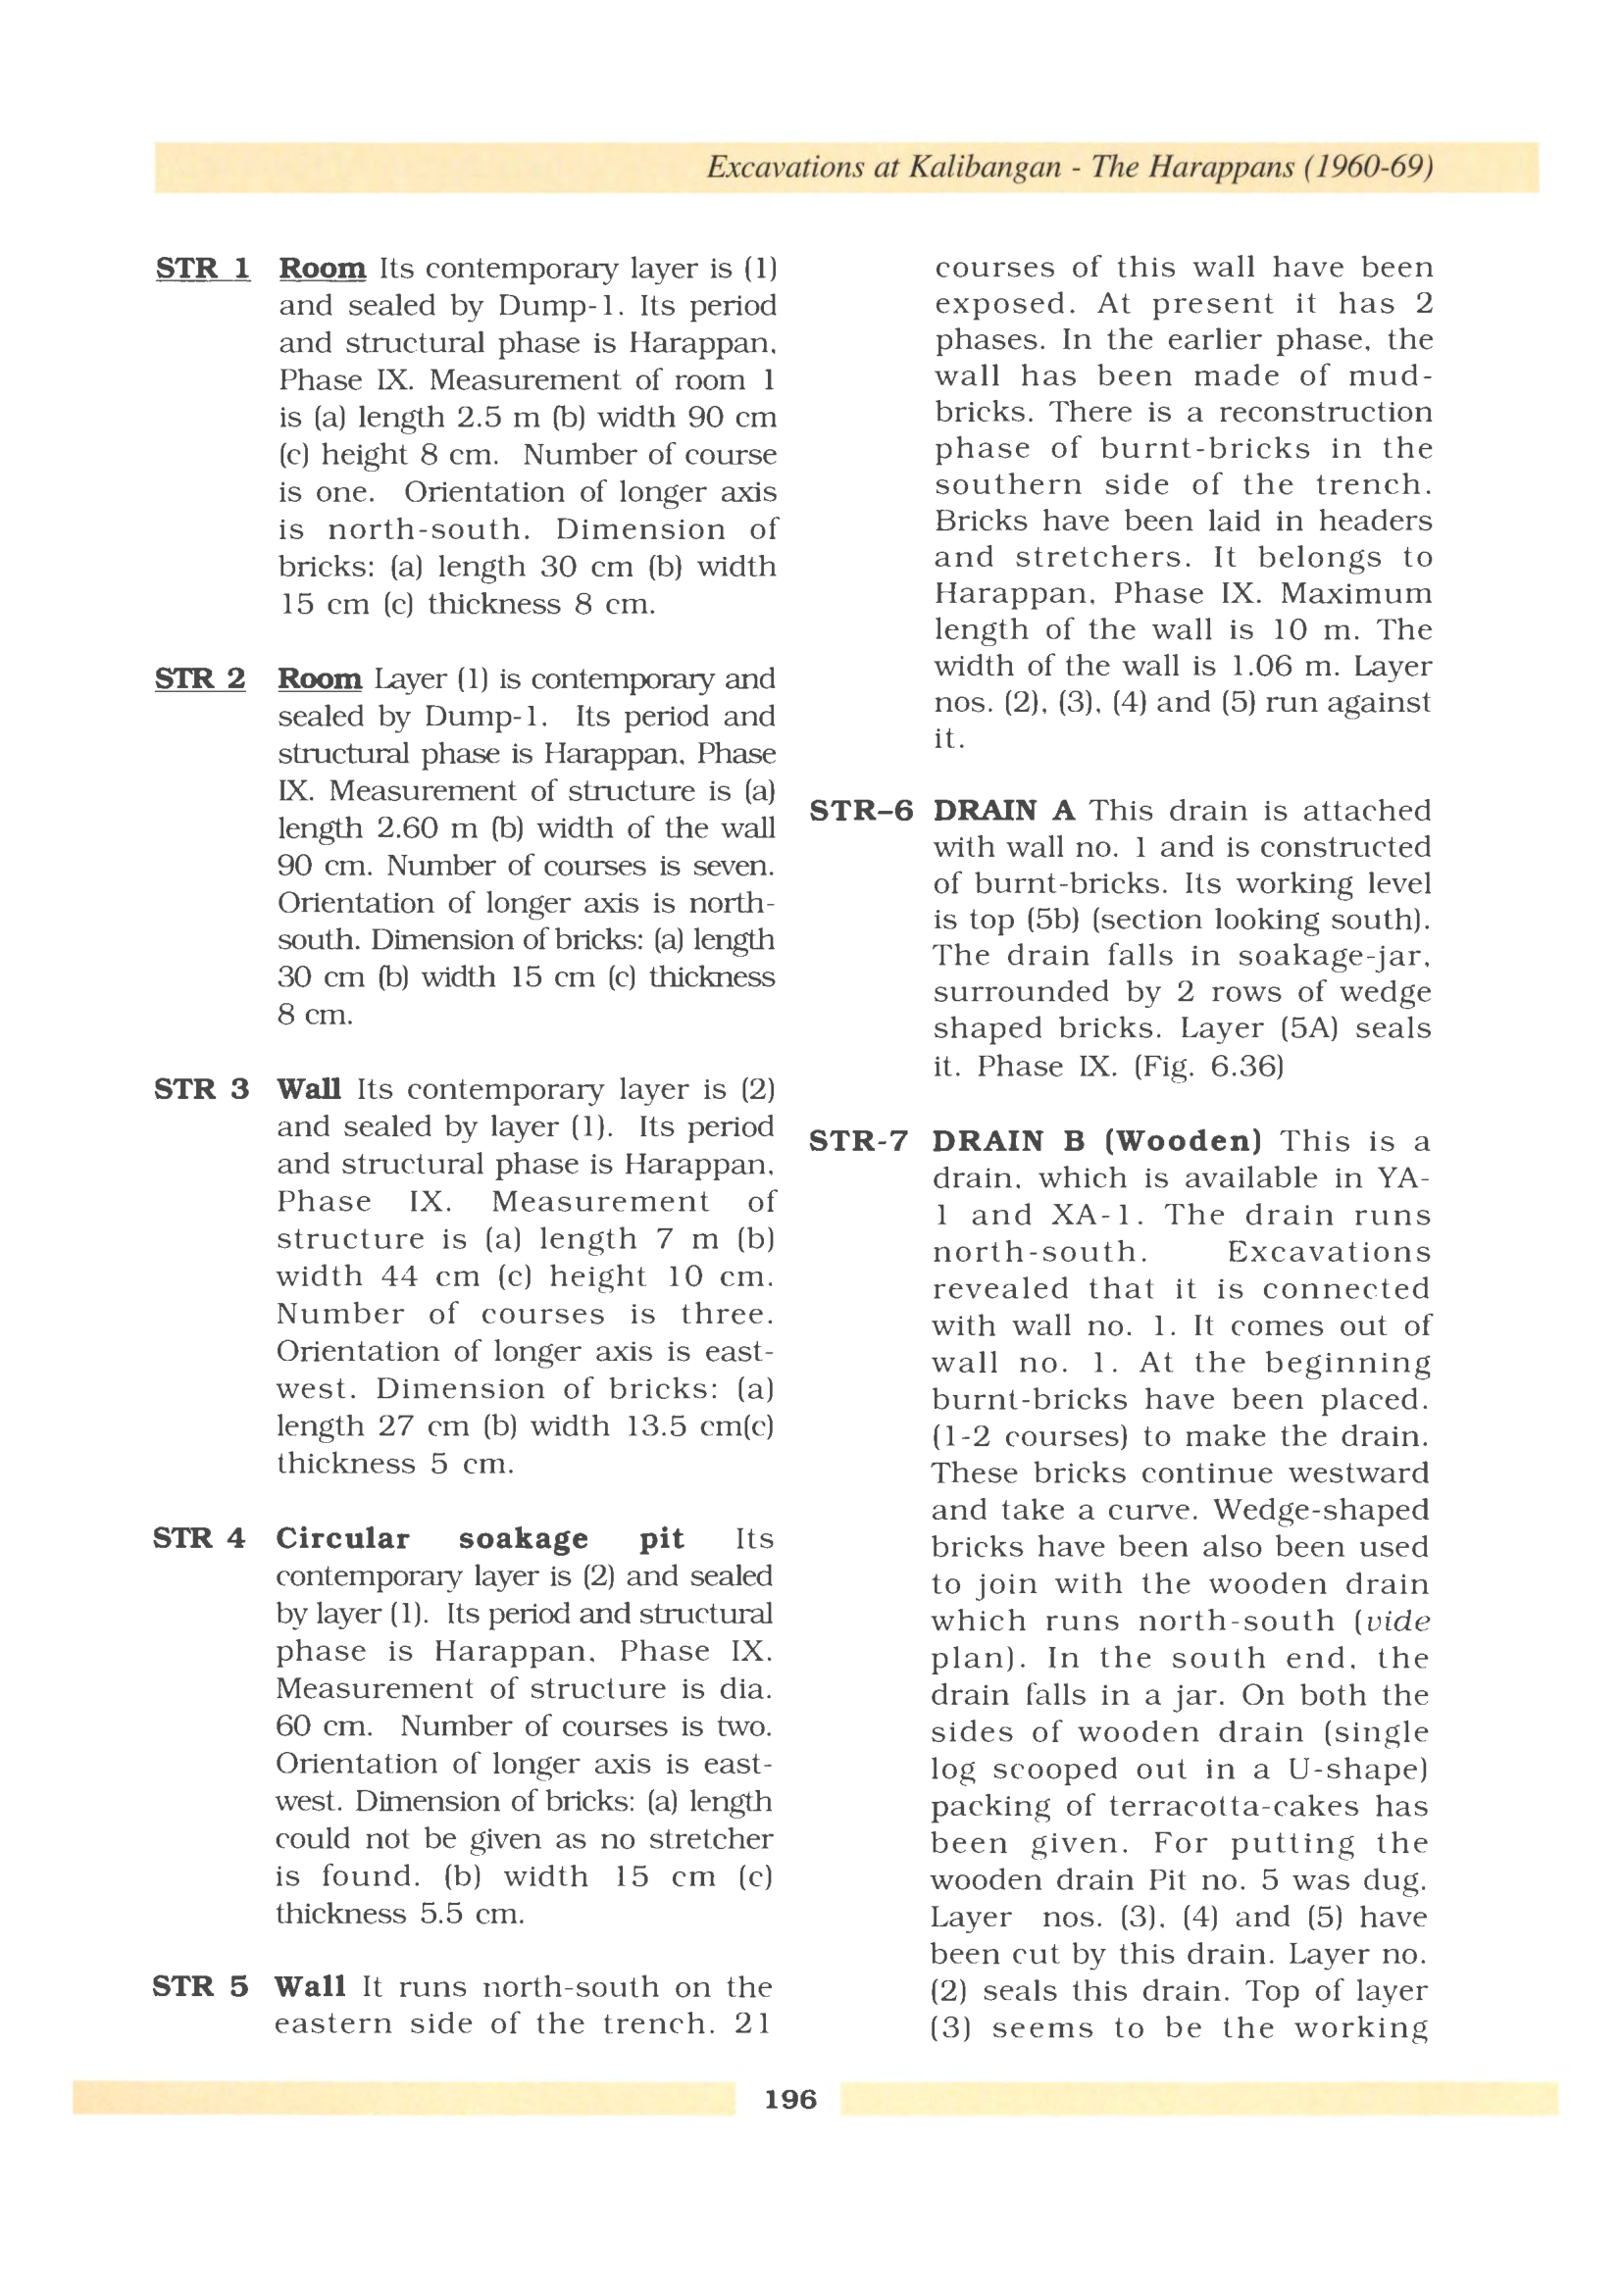 Excavations at Kalibangan - The Harappans (1960-69)
STR 1 Room Its contemporary layer is (1)
and sealed by Dump-1. Its period
and structural phase is Harappan,
Phase IX. Measurement of room 1
is (a) length 2.5 m (b) width 90 cm
(c) height 8 cm. Number of course
is one. Orientation of longer axis
is north-south. Dimension of
bricks: (a) length 30 cm (b) width
15 cm (c) thickness 8 cm.
STR 2 Room Layer (1) is contemporary and
sealed by Dump-1. Its period and
structural phase is Harappan, Phase
IX. Measurement of structure is (a)
length 2.60 m (b) width of the wall
90 cm. Number of courses is seven.
Orientation of longer axis is north-
south. Dimension of bricks: (a) length
30 cm (b) width 15 cm (c) thickness
8 cm.
STR 3 Wall Its contemporary layer is (2)
and sealed by layer (1). Its period
and structural phase is Harappan,
Phase IX. Measurement of
structure is (a) length 7 m (b)
width 44 cm (c) height 10 cm.
Number of courses is three.
Orientation of longer axis is east-
west. Dimension of bricks: (a)
length 27 cm (b) width 13.5 cm(c)
thickness 5 cm.
STR 4 Circular soakage pit Its
contemporary layer is (2) and sealed
by layer (1). Its period and structural
phase is Harappan, Phase IX.
Measurement of structure is dia.
60 cm. Number of courses is two.
Orientation of longer axis is east-
west. Dimension of bricks: (a) length
could not be given as no stretcher
is found. (b) width 15 cm (c)
thickness 5.5 cm.
STR 5 Wall It runs north-south on the
eastern side of the trench. 21
courses of this wall have been
exposed. At present it has 2
phases. In the earlier phase, the
wall has been made of mud-
bricks. There is a reconstruction
phase of burnt-bricks in the
southern side of the trench.
Bricks have been laid in headers
and stretchers. It belongs to
Harappan, Phase IX. Maximum
length of the wall is 10 m. The
width of the wall is 1.06 m. Layer
nos. (2), (3), (4) and (5) run against
it.
STR–6 DRAIN A This drain is attached
with wall no. 1 and is constructed
of burnt-bricks. Its working level
is top (5b) (section looking south).
The drain falls in soakage-jar,
surrounded by 2 rows of wedge
shaped bricks. Layer (5A) seals
it. Phase IX. (Fig. 6.36)
STR-7 DRAIN B (Wooden) This is a
drain, which is available in YA-
1 and XA-1. The drain runs
north-south. Excavations
revealed that it is connected
with wall no. 1. It comes out of
wall no. 1. At the beginning
burnt-bricks have been placed.
(1-2 courses) to make the drain.
These bricks continue westward
and take a curve. Wedge-shaped
bricks have been also been used
to join with the wooden drain
which runs north-south (vide
plan). In the south end, the
drain falls in a jar. On both the
sides of wooden drain (single
log scooped out in a U-shape)
packing of terracotta-cakes has
been given. For putting the
wooden drain Pit no. 5 was dug.
Layer nos. (3), (4) and (5) have
been cut by this drain. Layer no.
(2) seals this drain. Top of layer
(3) seems to be the working
196